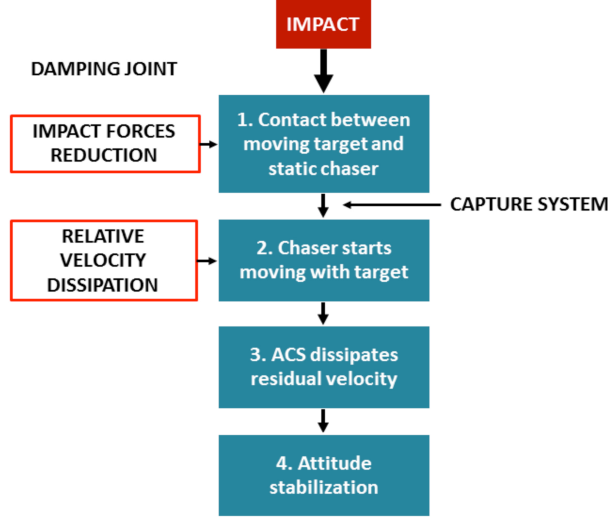 IMPACT
DAMPING JOINT
IMPACT FORCES
REDUCTION
1. Contact between
moving target and
static chaser
CAPTURE SYSTEM
RELATIVE
VELOCITY
DISSIPATION
2. Chaser starts
moving with target
3. ACS dissipates
residual velocity
4. Attitude
stabilization